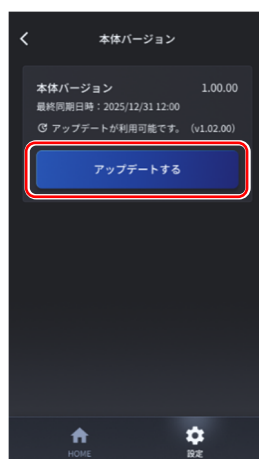 本体バージョン
本体バージョン 1.00.00
最終同期日時：2025/12/31 12:00
アップデートが利用可能です。（v1.02.00）
アップデートする
HOME 設定